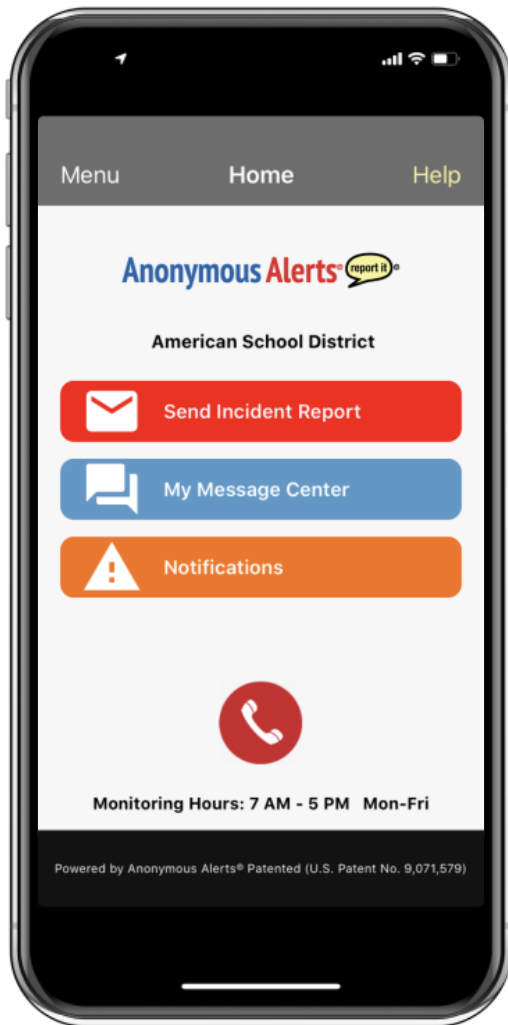 Menu Home Help
Anonymous Alerts® report it®
American School District
Send Incident Report
My Message Center
Notifications
Monitoring Hours: 7 AM - 5 PM Mon-Fri
Powered by Anonymous Alerts® Patented (U.S. Patent No. 9,071,579)